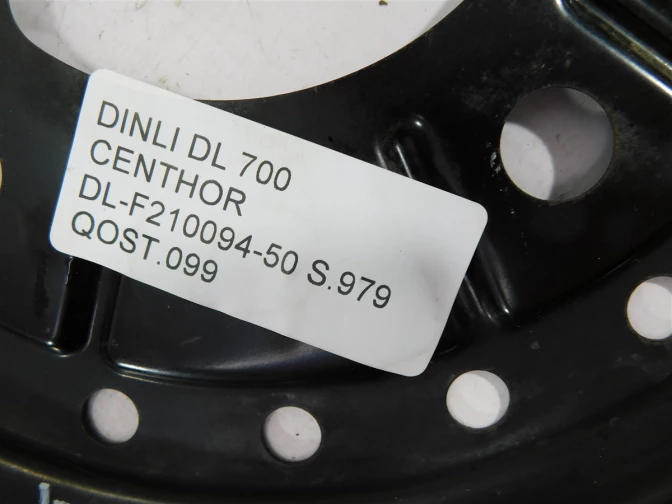 DINLI DL 700
CENTHOR
DL-F210094-50 S.979
QOST.099